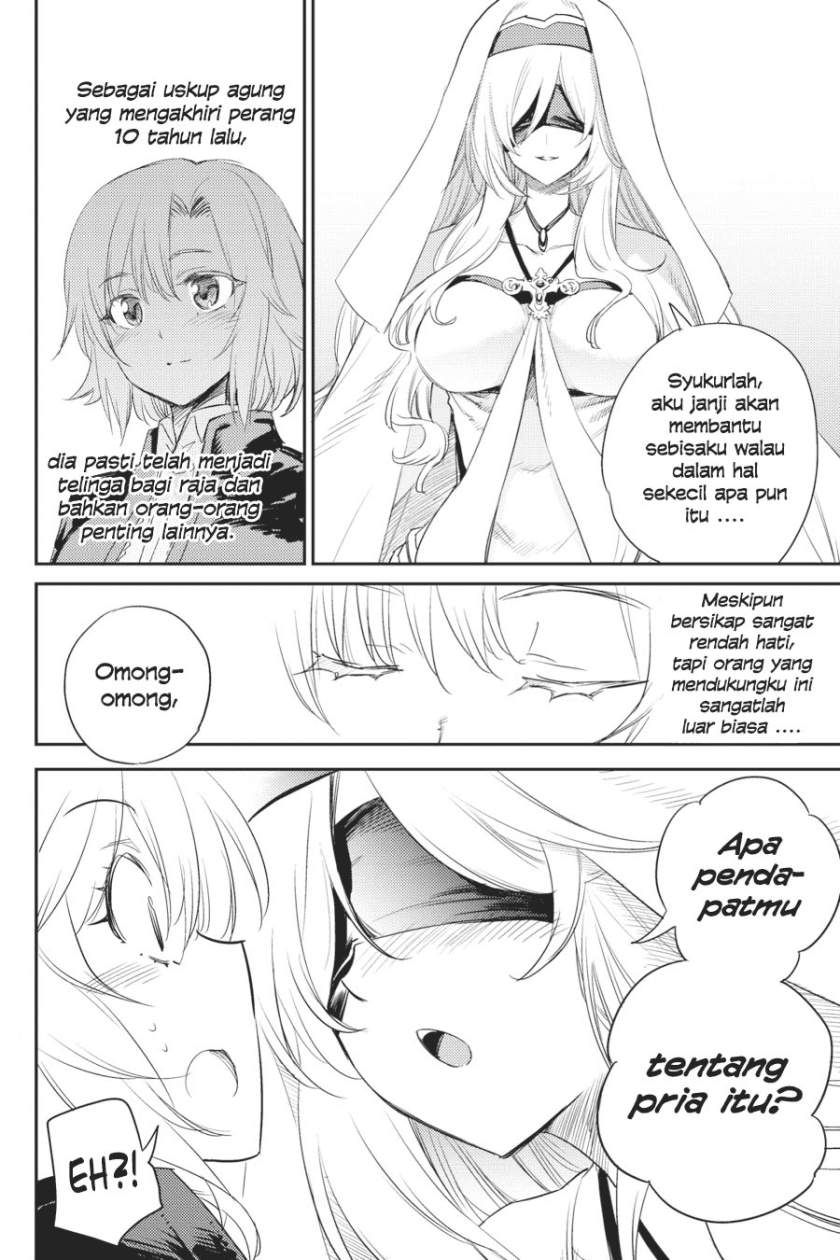 Syukurlah,
aku janji akan
membantu
sebisaku walau
dalam hal
sekecil apa pun
itu ....
Sebagai uskup agung
yang mengakhiri perang
10 tahun lalu,
dia pasti telah menjadi
telinga bagi raja dan
bahkan orang-orang
penting lainnya.
Meskipun
bersikap sangat
rendah hati,
tapi orang yang
mendukungku ini
sangatlah
luar biasa ....
Omong-
omong,
Apa
penda-
patmu
tentang
pria itu?
EH?!